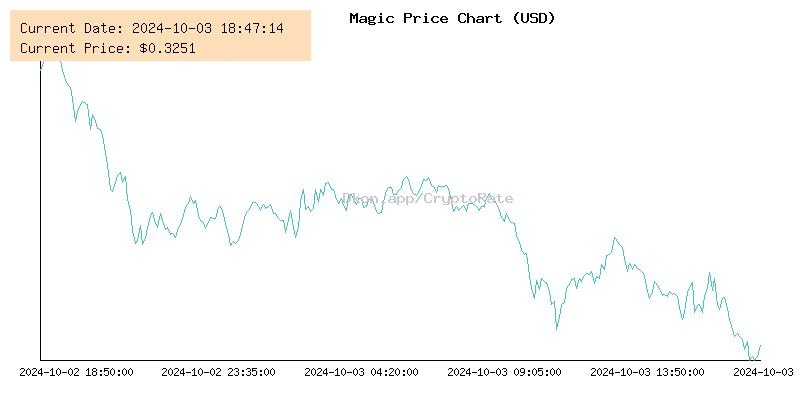 Magic Price Chart (USD)
Current Date: 2024-10-03 18:47:14
Current Price: $0.3251
Dkon.app/CryptoRate
2024-10-02 18:50:00
2024-10-02 23:35:00
2024-10-03 04:20:00
2024-10-03 09:05:00
2024-10-03 13:50:00
2024-10-03